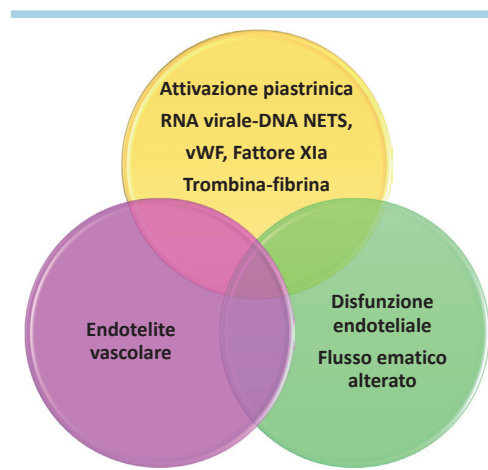 Attivazione piastrinica
RNA virale-DNA NETS,
vWF, Fattore XIa
Trombina-fibrina
Endotelite
vascolare
Disfunzione
endoteliale
Flusso ematico
alterato